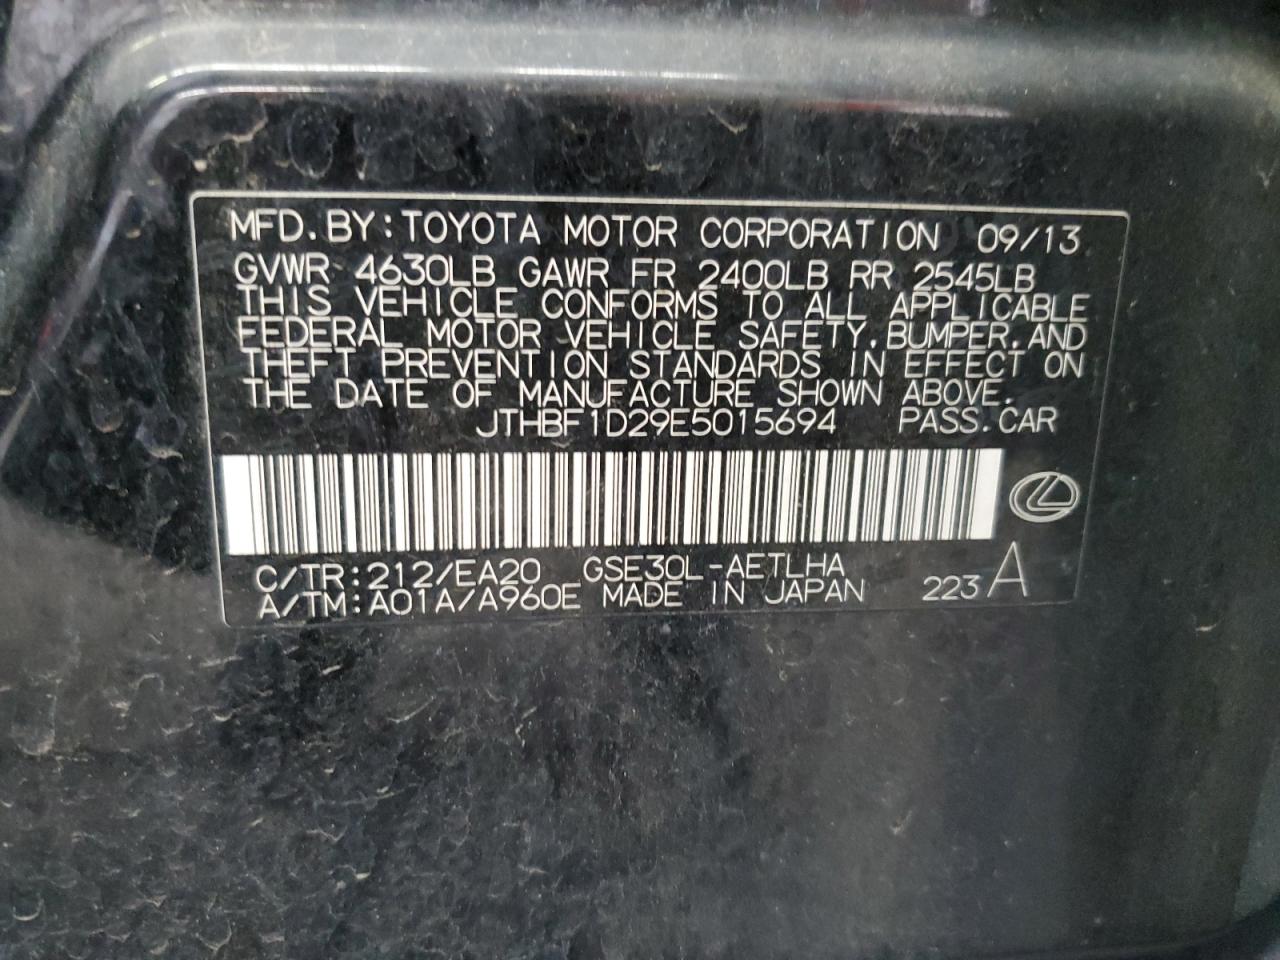 MFD. BY: TOYOTA MOTOR CORPORATION 09/13
GVWR 4630LB GAWR FR 2400LB RR 2545LB
THIS VEHICLE CONFORMS TO ALL APPLICABLE
FEDERAL MOTOR VEHICLE SAFETY, BUMPER, AND
THEFT PREVENTION STANDARDS IN EFFECT ON
THE DATE OF MANUFACTURE SHOWN ABOVE.
JTHBF1D29E5015694 PASS. CAR
C/TR: 212/EA20 GSE30L-AETLHA
A/TM: A01A/A960E MADE IN JAPAN 223 A